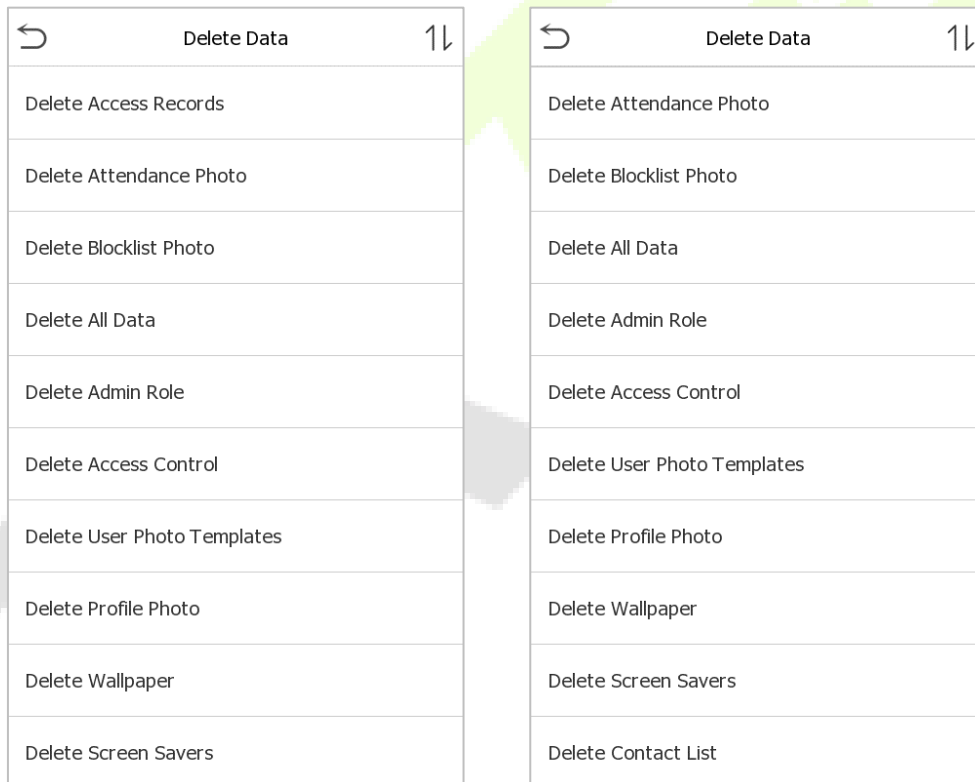 Delete Data
Delete Access Records
Delete Attendance Photo
Delete Blocklist Photo
Delete All Data
Delete Admin Role
Delete Access Control
Delete User Photo Templates
Delete Profile Photo
Delete Wallpaper
Delete Screen Savers
Delete Data
Delete Attendance Photo
Delete Blocklist Photo
Delete All Data
Delete Admin Role
Delete Access Control
Delete User Photo Templates
Delete Profile Photo
Delete Wallpaper
Delete Screen Savers
Delete Contact List